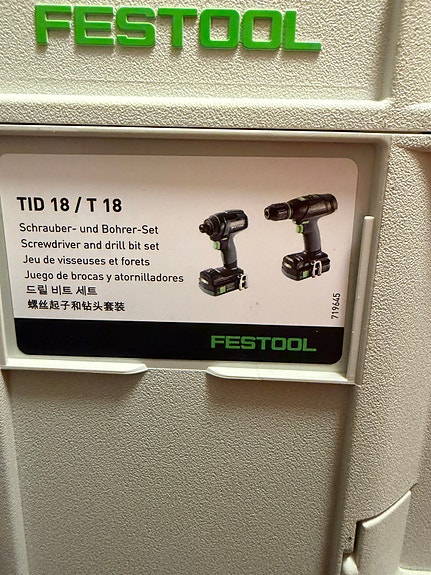 FESTOOL
TID 18 / T 18
Schrauber- und Bohrer-Set
Screwdriver and drill bit set
Jeu de visseuses et forets
Juego de brocas y atornilladores
드릴 비트 세트
螺丝起子和钻头套装
719645
FESTOOL